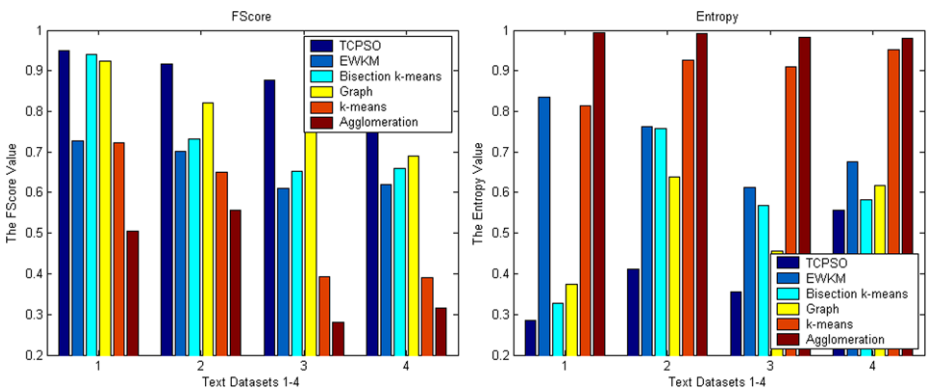 FScore
1
0.9
0.8
0.7
0.6
0.5
0.4
0.3
0.2
The FScore Value
TCPSO
EWKM
Bisection k-means
Graph
k-means
Agglomeration
1 2 3 4
Text Datasets 1-4
Entropy
1
0.9
0.8
0.7
0.6
0.5
0.4
0.3
0.2
The Entropy Value
TCPSO
EWKM
Bisection k-means
Graph
k-means
Agglomeration
1 2 3 4
Text Datasets 1-4